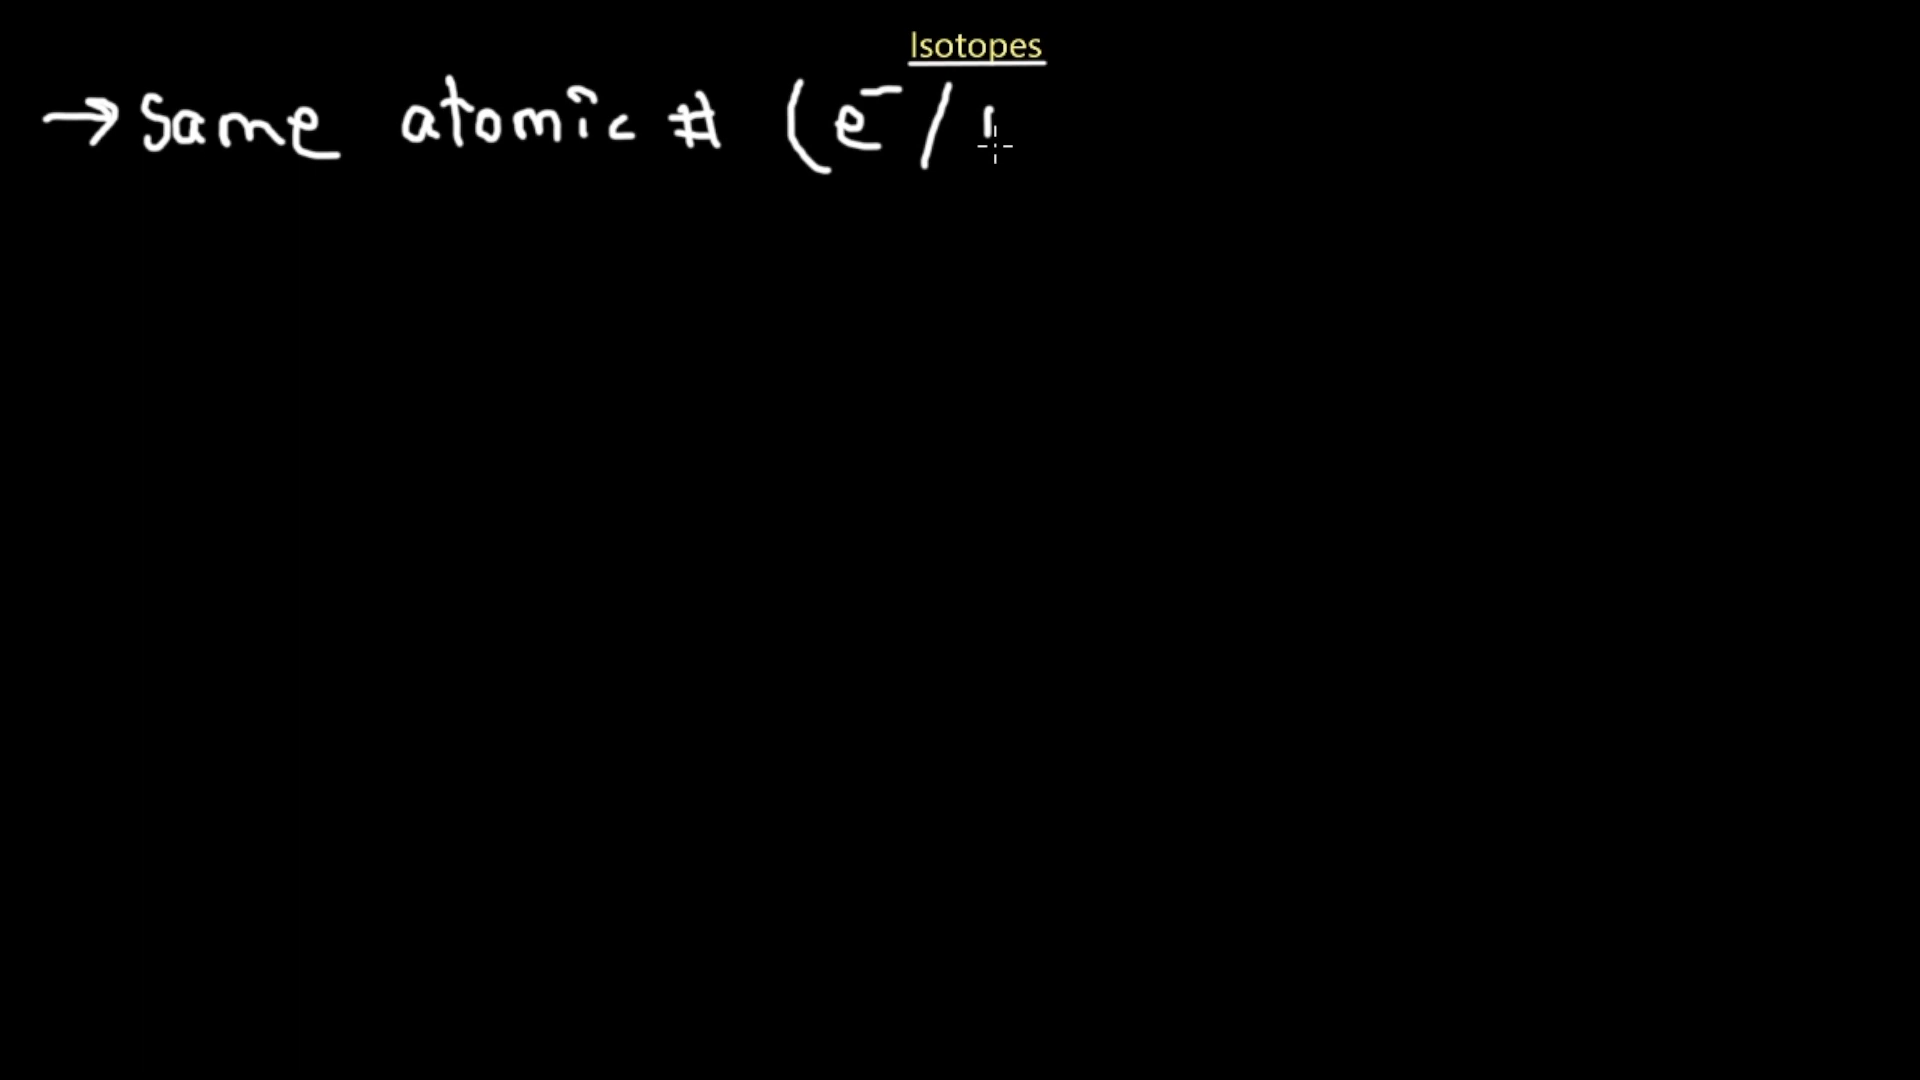 Isotopes
→ Same atomic # (e⁻/